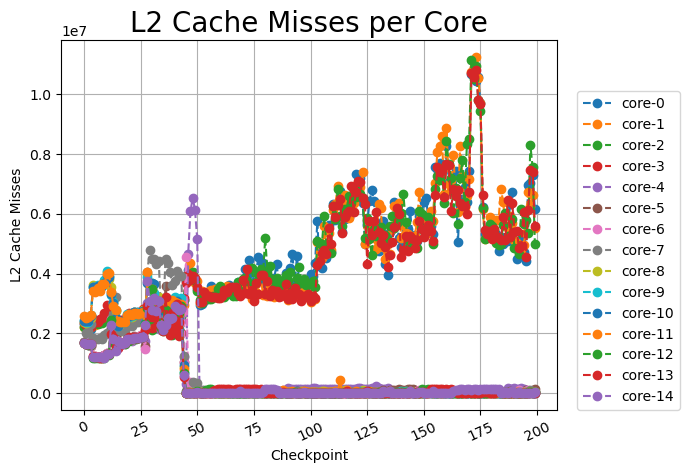 L2 Cache Misses per Core
1e7
1.0
0.8
0.6
0.4
0.2
0.0
L2 Cache Misses
0 25 50 75 100 125 150 175 200
Checkpoint
core-0
core-1
core-2
core-3
core-4
core-5
core-6
core-7
core-8
core-9
core-10
core-11
core-12
core-13
core-14